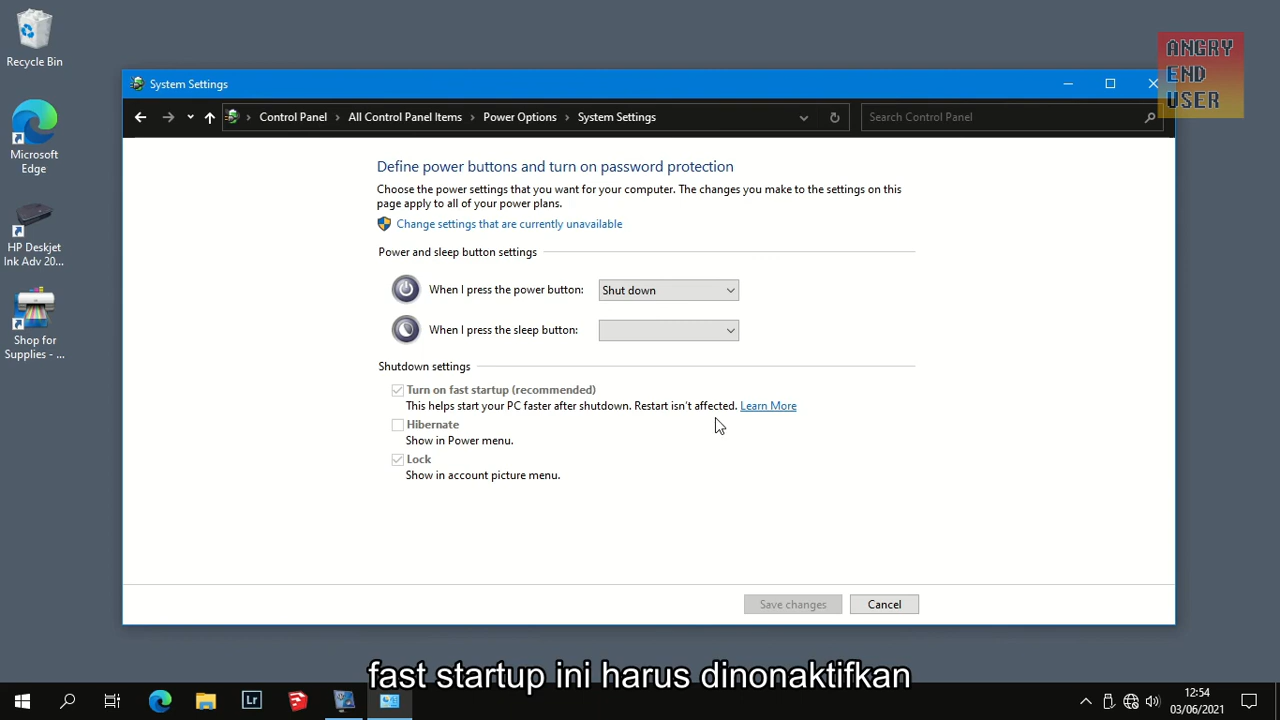 Recycle Bin
Microsoft
Edge
HP Deskjet
Ink Adv 20...
Shop for
Supplies - ...
ANGRY
END
USER
System Settings
Control Panel > All Control Panel Items > Power Options > System Settings
Search Control Panel
Define power buttons and turn on password protection
Choose the power settings that you want for your computer. The changes you make to the settings on this
page apply to all of your power plans.
Change settings that are currently unavailable
Power and sleep button settings
When I press the power button: Shut down
When I press the sleep button:
Shutdown settings
Turn on fast startup (recommended)
This helps start your PC faster after shutdown. Restart isn't affected. Learn More
Hibernate
Show in Power menu.
Lock
Show in account picture menu.
Save changes
Cancel
fast startup ini harus dinonaktifkan
Lr
12:54
03/06/2021